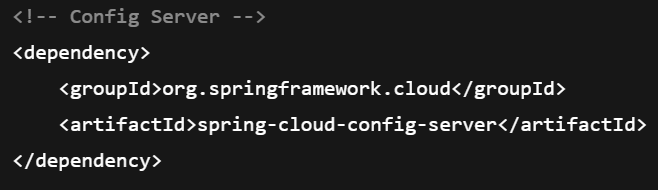 <!-- Config Server -->
<dependency>
    <groupId>org.springframework.cloud</groupId>
    <artifactId>spring-cloud-config-server</artifactId>
</dependency>